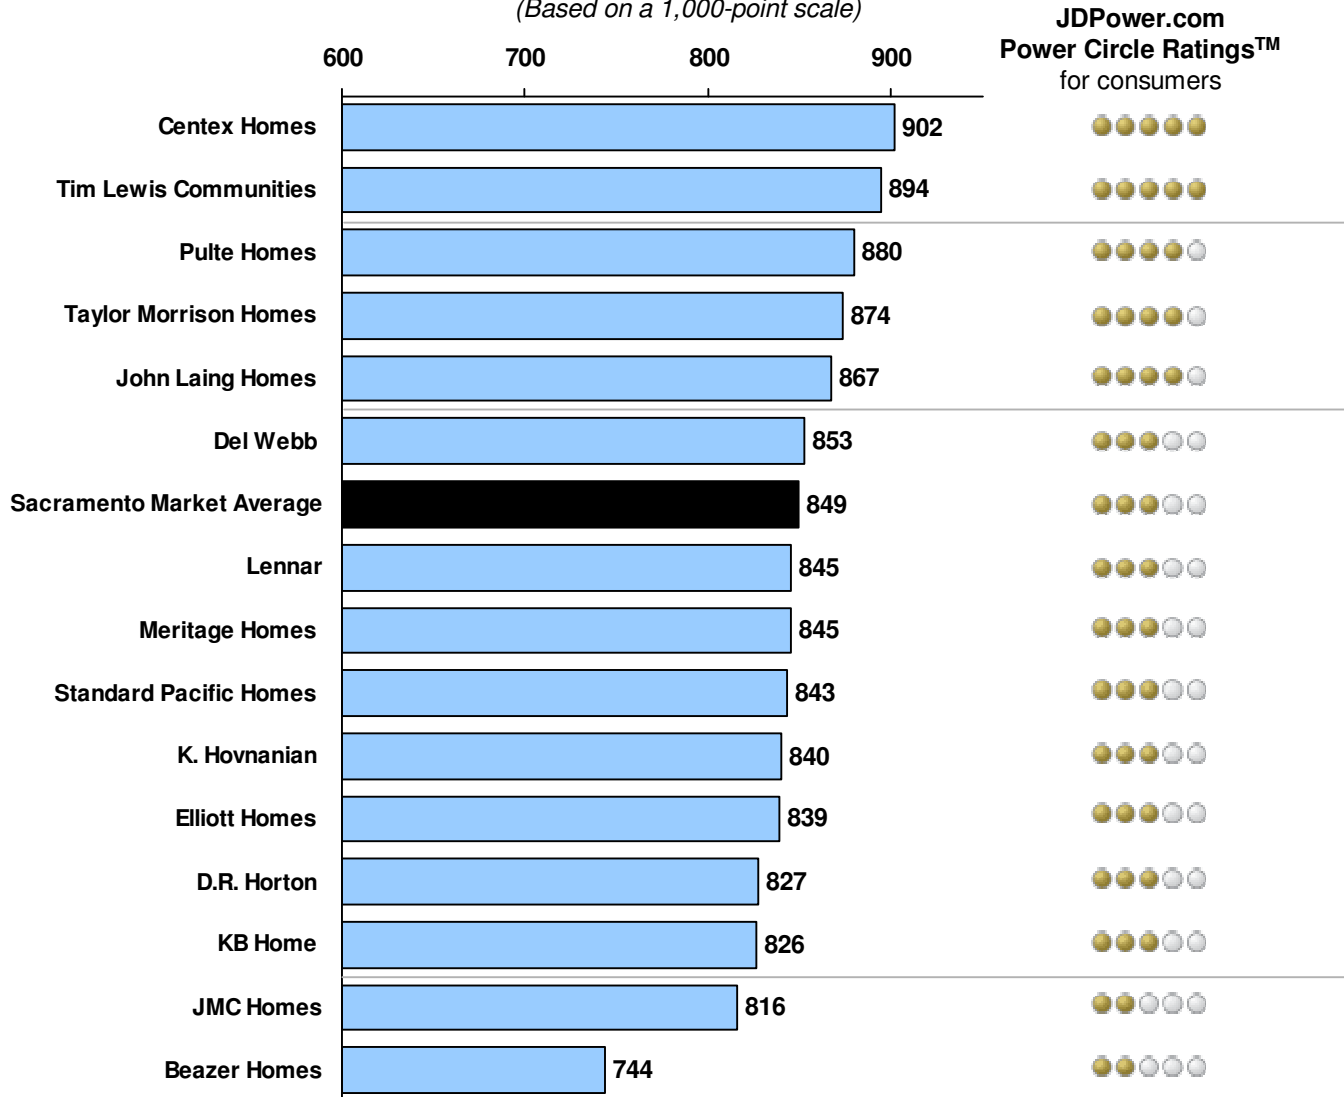 (Based on a 1,000-point scale)
JDPower.com
Power Circle Ratings™
for consumers
600 700 800 900
Centex Homes 902
Tim Lewis Communities 894
Pulte Homes 880
Taylor Morrison Homes 874
John Laing Homes 867
Del Webb 853
Sacramento Market Average 849
Lennar 845
Meritage Homes 845
Standard Pacific Homes 843
K. Hovnanian 840
Elliott Homes 839
D.R. Horton 827
KB Home 826
JMC Homes 816
Beazer Homes 744